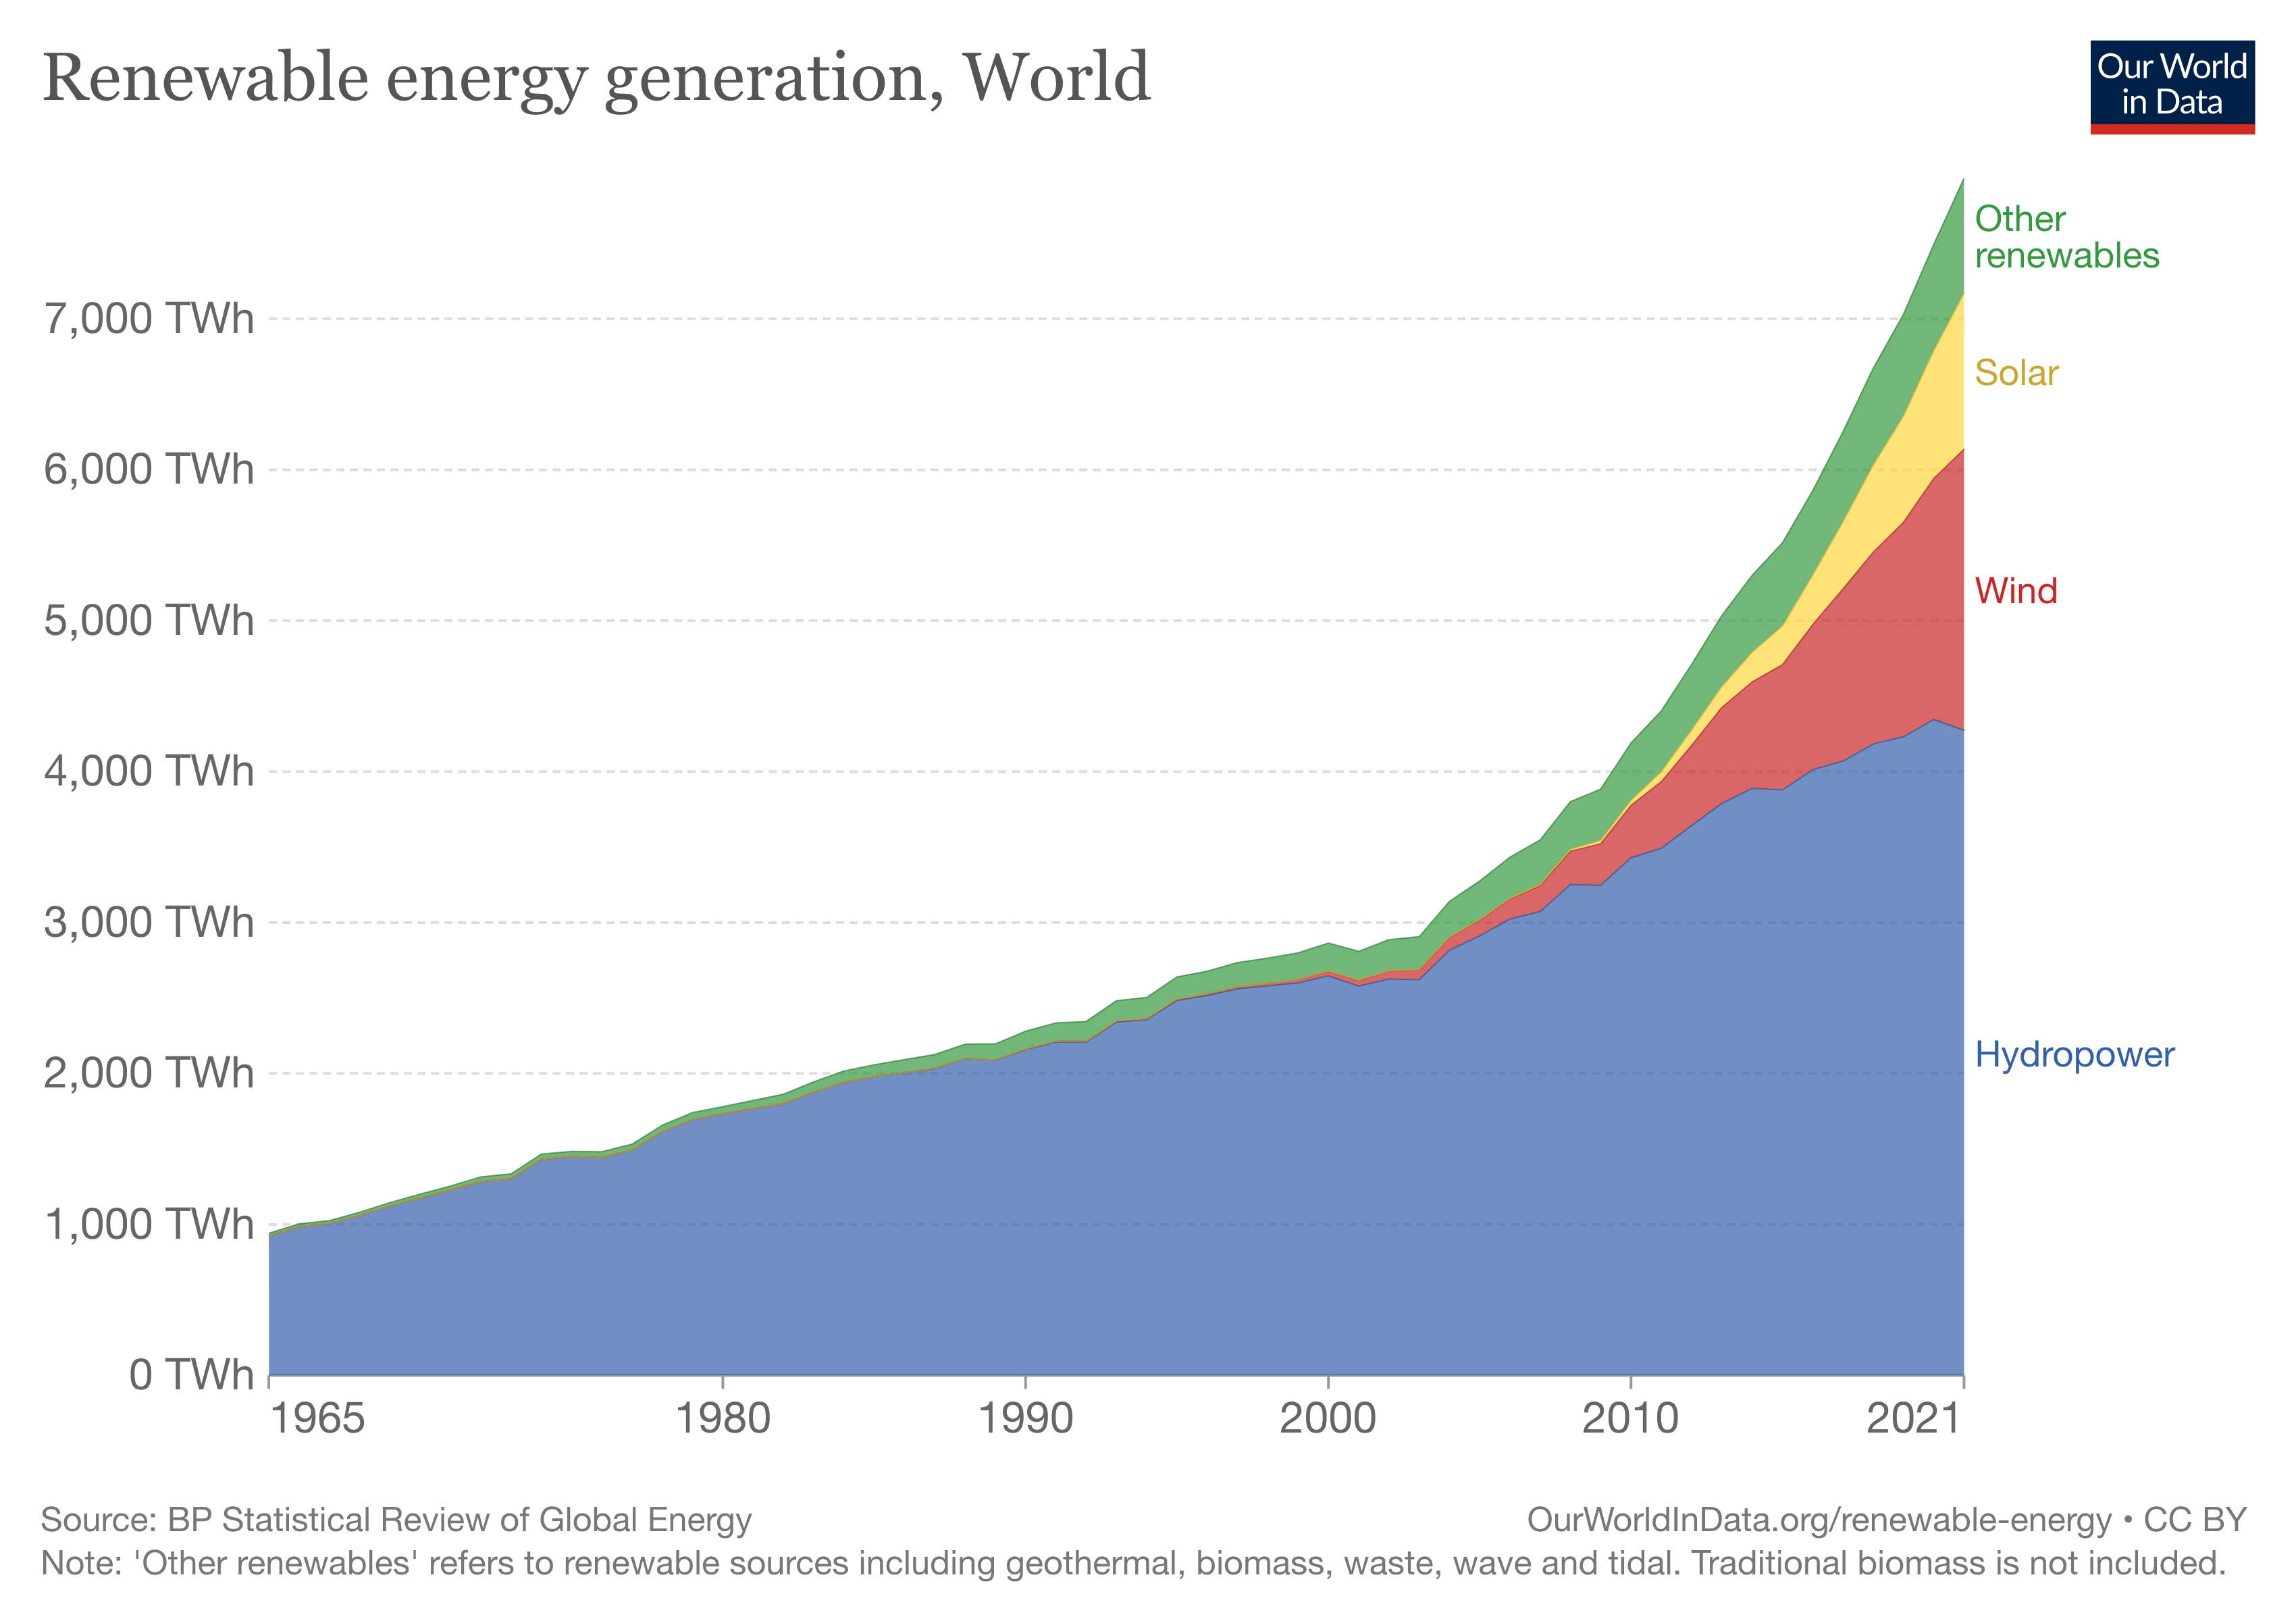 Renewable energy generation, World
Our World
in Data
Other
renewables
7,000 TWh
Solar
6,000 TWh
Wind
5,000 TWh
4,000 TWh
3,000 TWh
Hydropower
2,000 TWh
1,000 TWh
0 TWh
1965 1980 1990 2000 2010 2021
Source: BP Statistical Review of Global Energy
OurWorldInData.org/renewable-energy • CC BY
Note: 'Other renewables' refers to renewable sources including geothermal, biomass, waste, wave and tidal. Traditional biomass is not included.